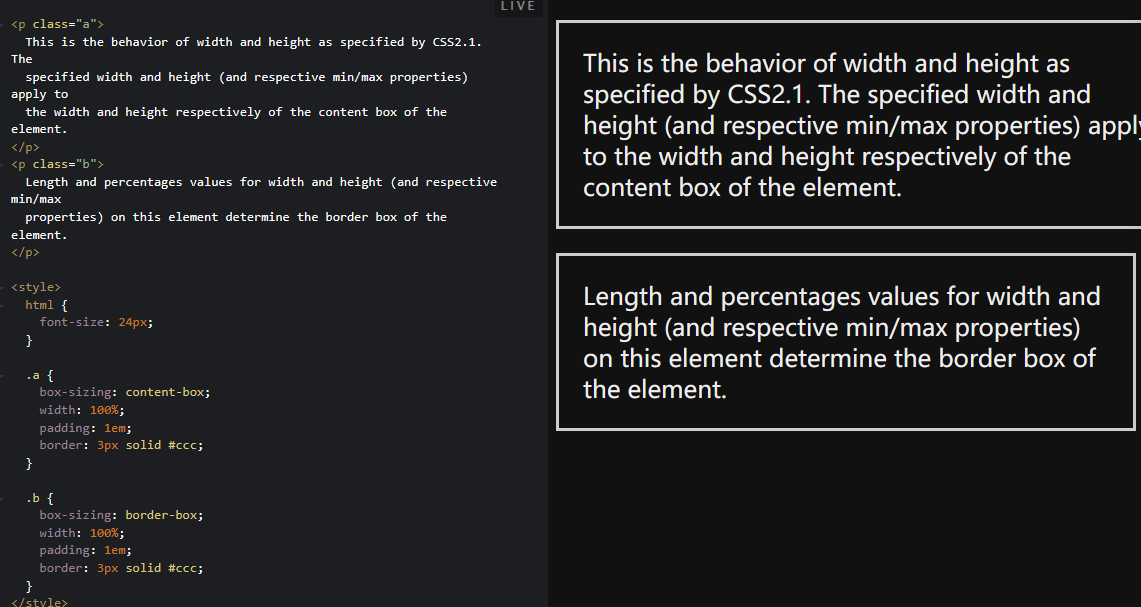 LIVE
<p class="a">
This is the behavior of width and height as specified by CSS2.1.
The
specified width and height (and respective min/max properties)
apply to
the width and height respectively of the content box of the
element.
</p>
<p class="b">
Length and percentages values for width and height (and respective
min/max
properties) on this element determine the border box of the
element.
</p>
<style>
html {
font-size: 24px;
}
.a {
box-sizing: content-box;
width: 100%;
padding: 1em;
border: 3px solid #ccc;
}
.b {
box-sizing: border-box;
width: 100%;
padding: 1em;
border: 3px solid #ccc;
}
</style>
This is the behavior of width and height as
specified by CSS2.1. The specified width and
height (and respective min/max properties) apply
to the width and height respectively of the
content box of the element.
Length and percentages values for width and
height (and respective min/max properties)
on this element determine the border box of
the element.